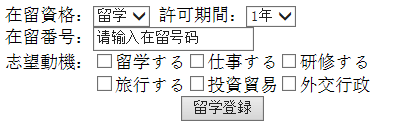 在留資格：留学 許可期間：1年
在留番号：请输入在留号码
志望動機：留学する 仕事する 研修する
旅行する 投資貿易 外交行政
留学登録